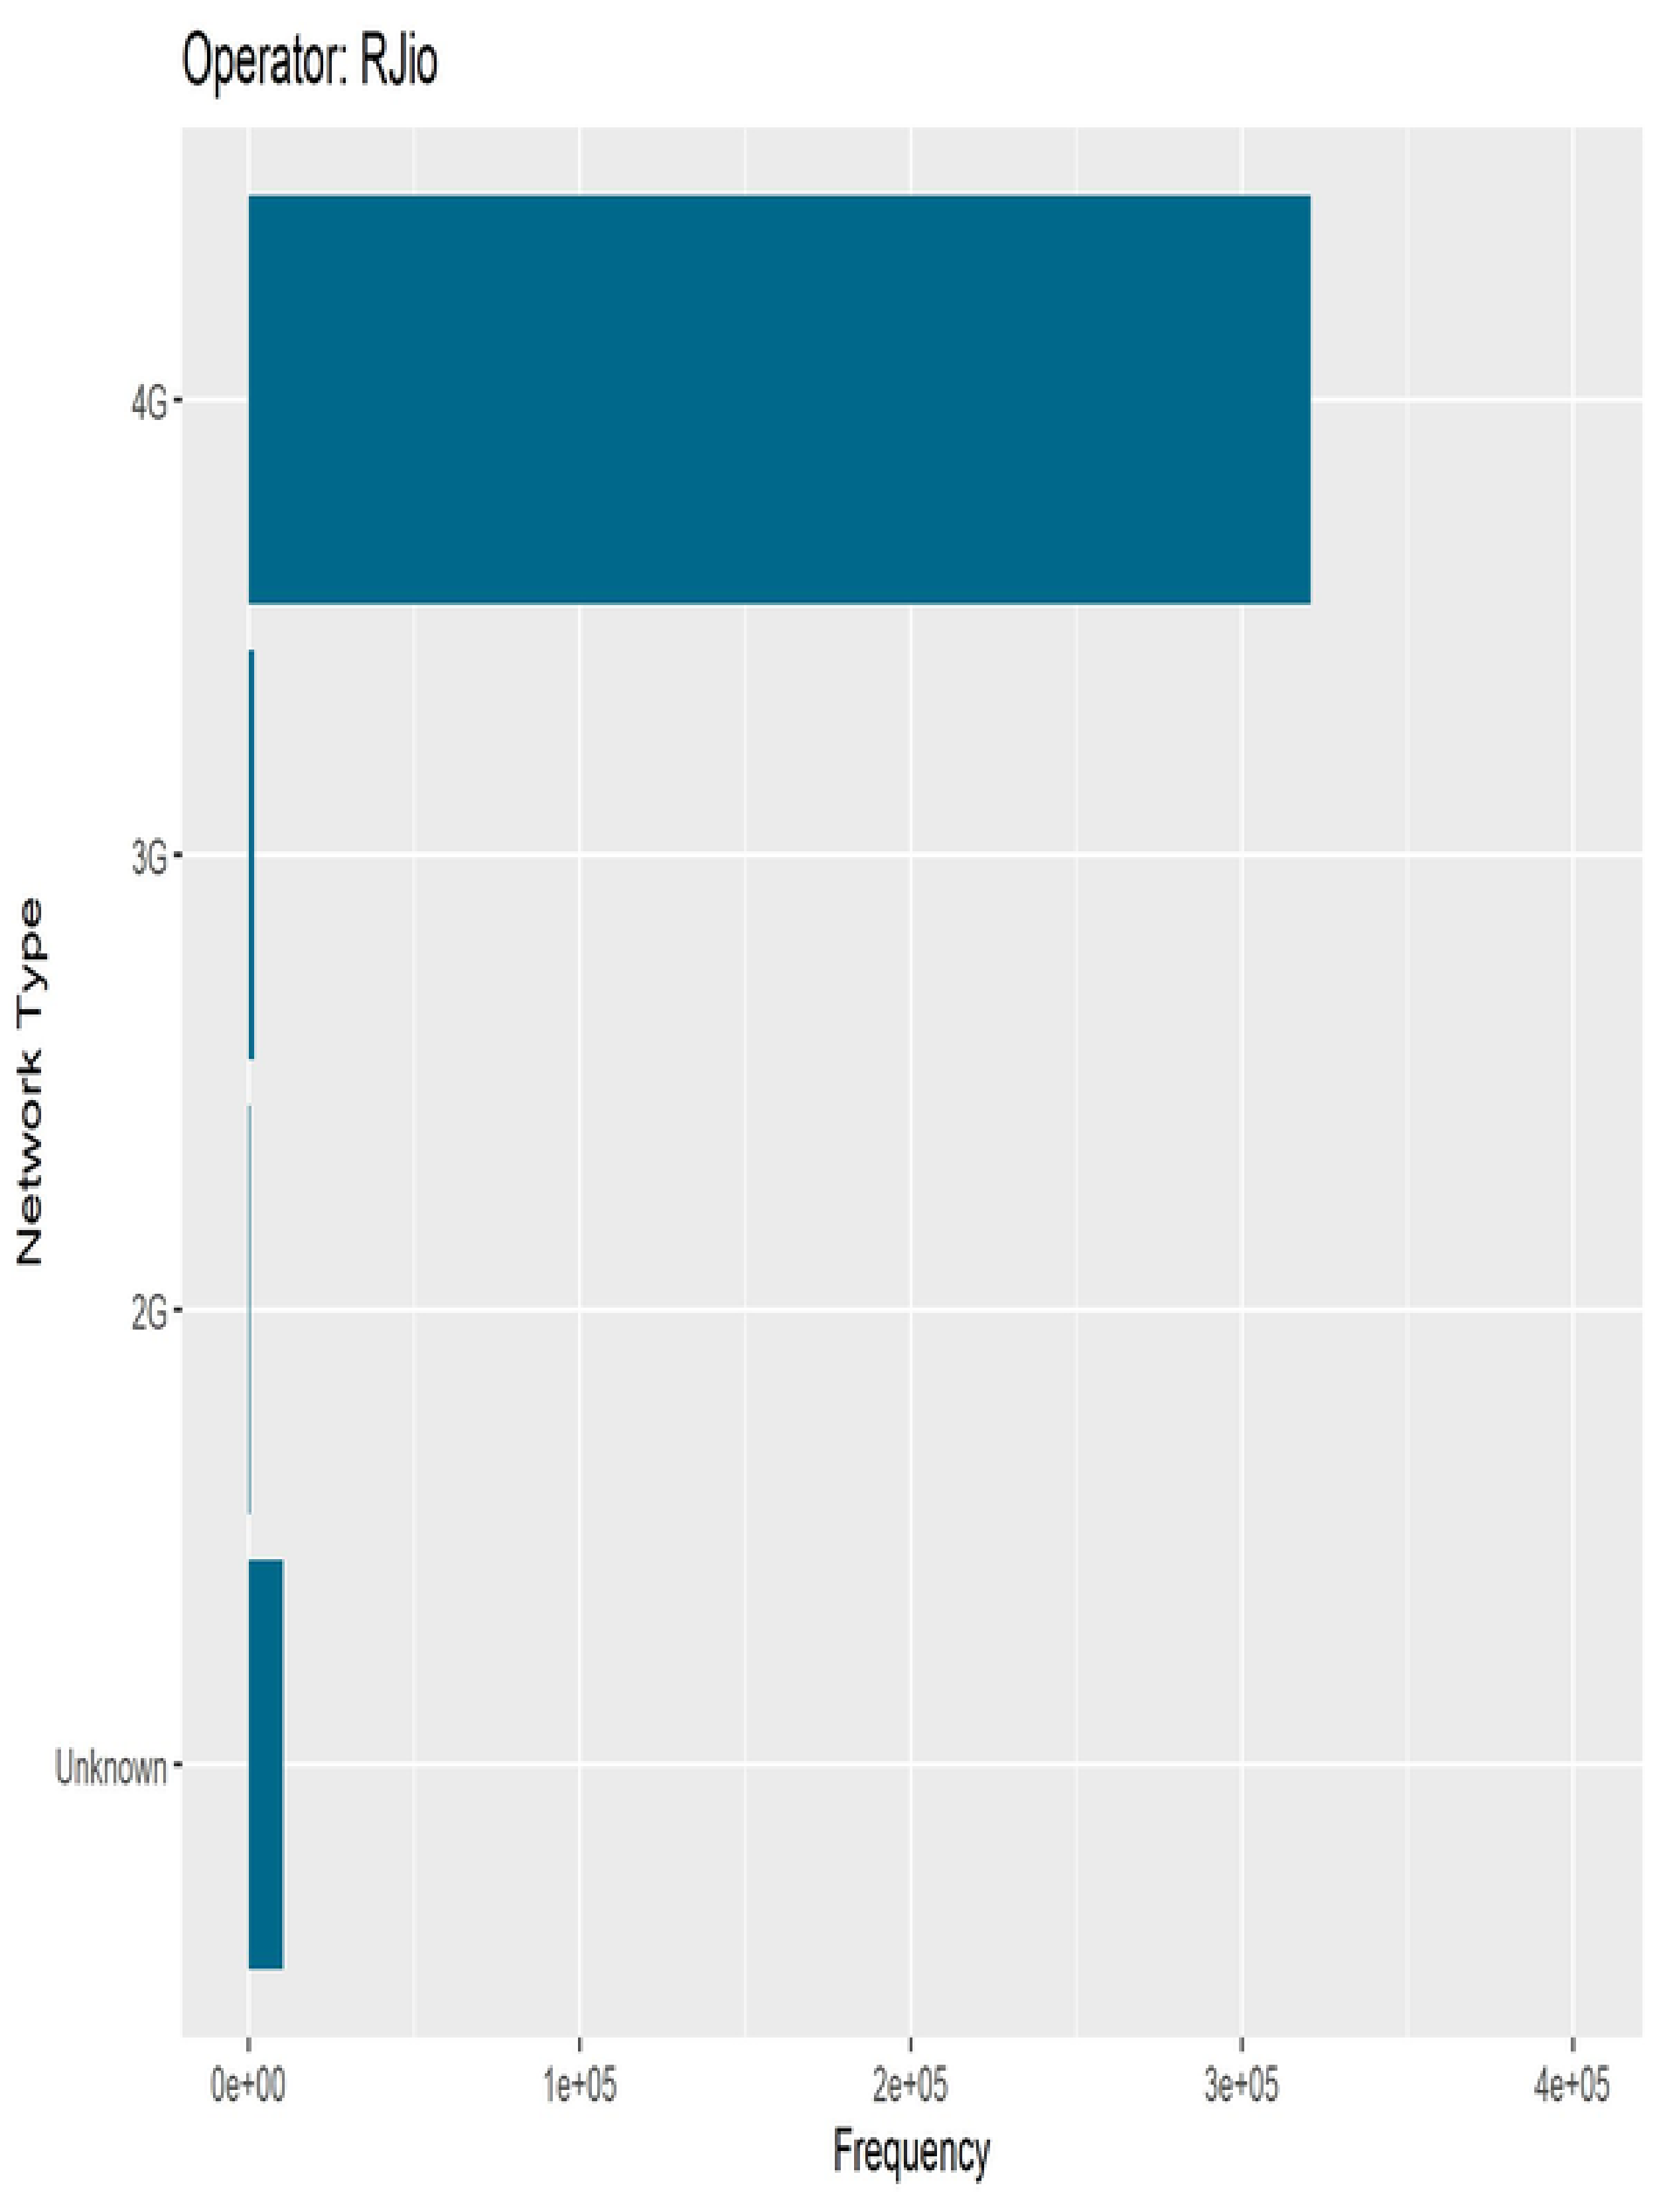 Operator: RJio
4G
3G
2G
Unknown
Network Type
0e+00 1e+05 2e+05 3e+05 4e+05
Frequency